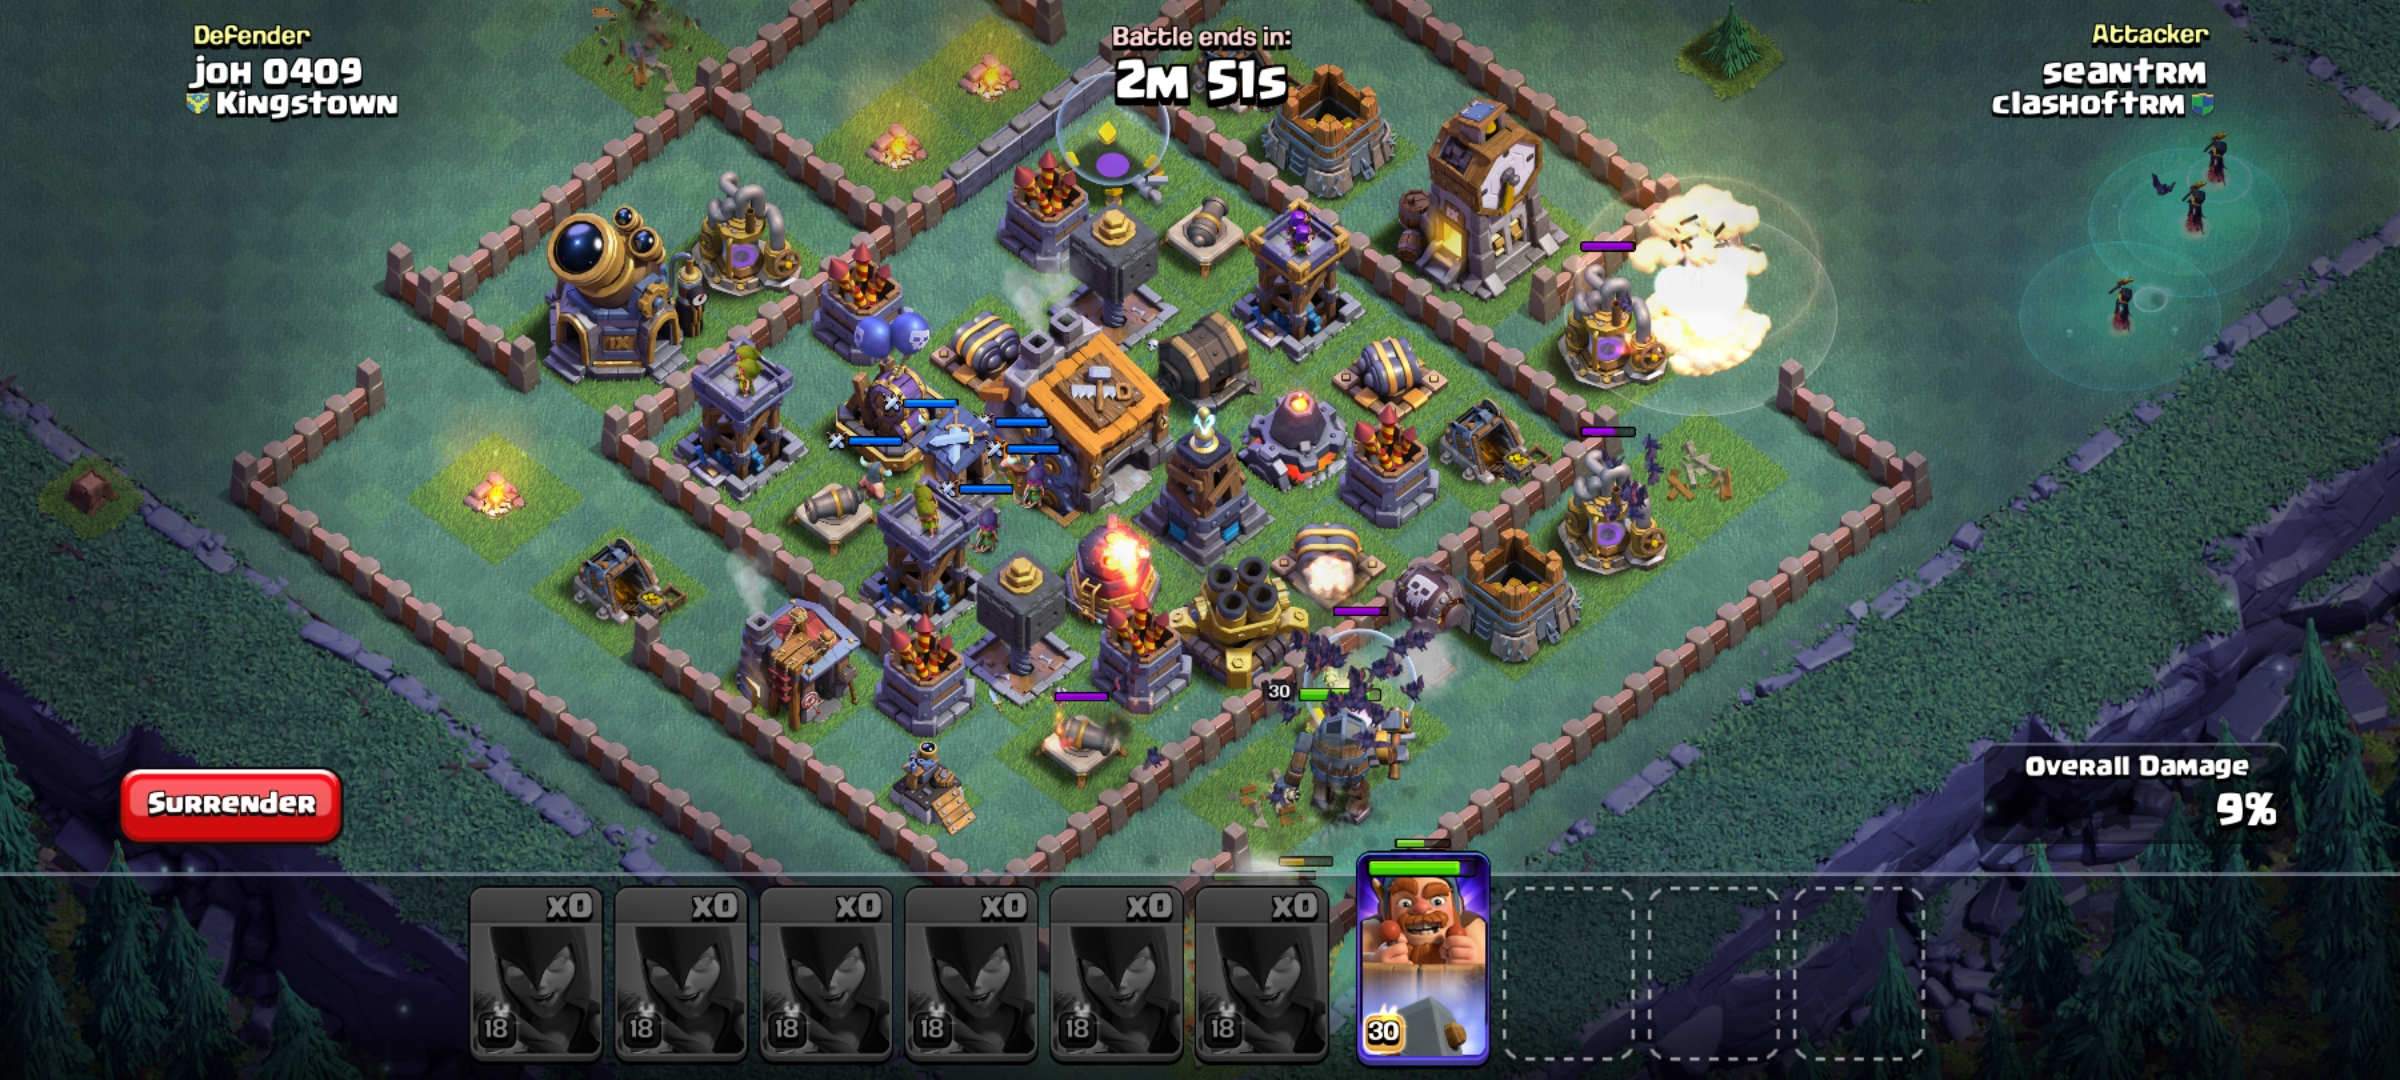 Defender
joH 0409
Kingstown
Battle ends in:
2M 51s
Attacker
seantRM
clashoftRM
30
Surrender
Overall Damage
9%
x0
x0
x0
x0
x0
x0
18
18
18
18
18
18
30